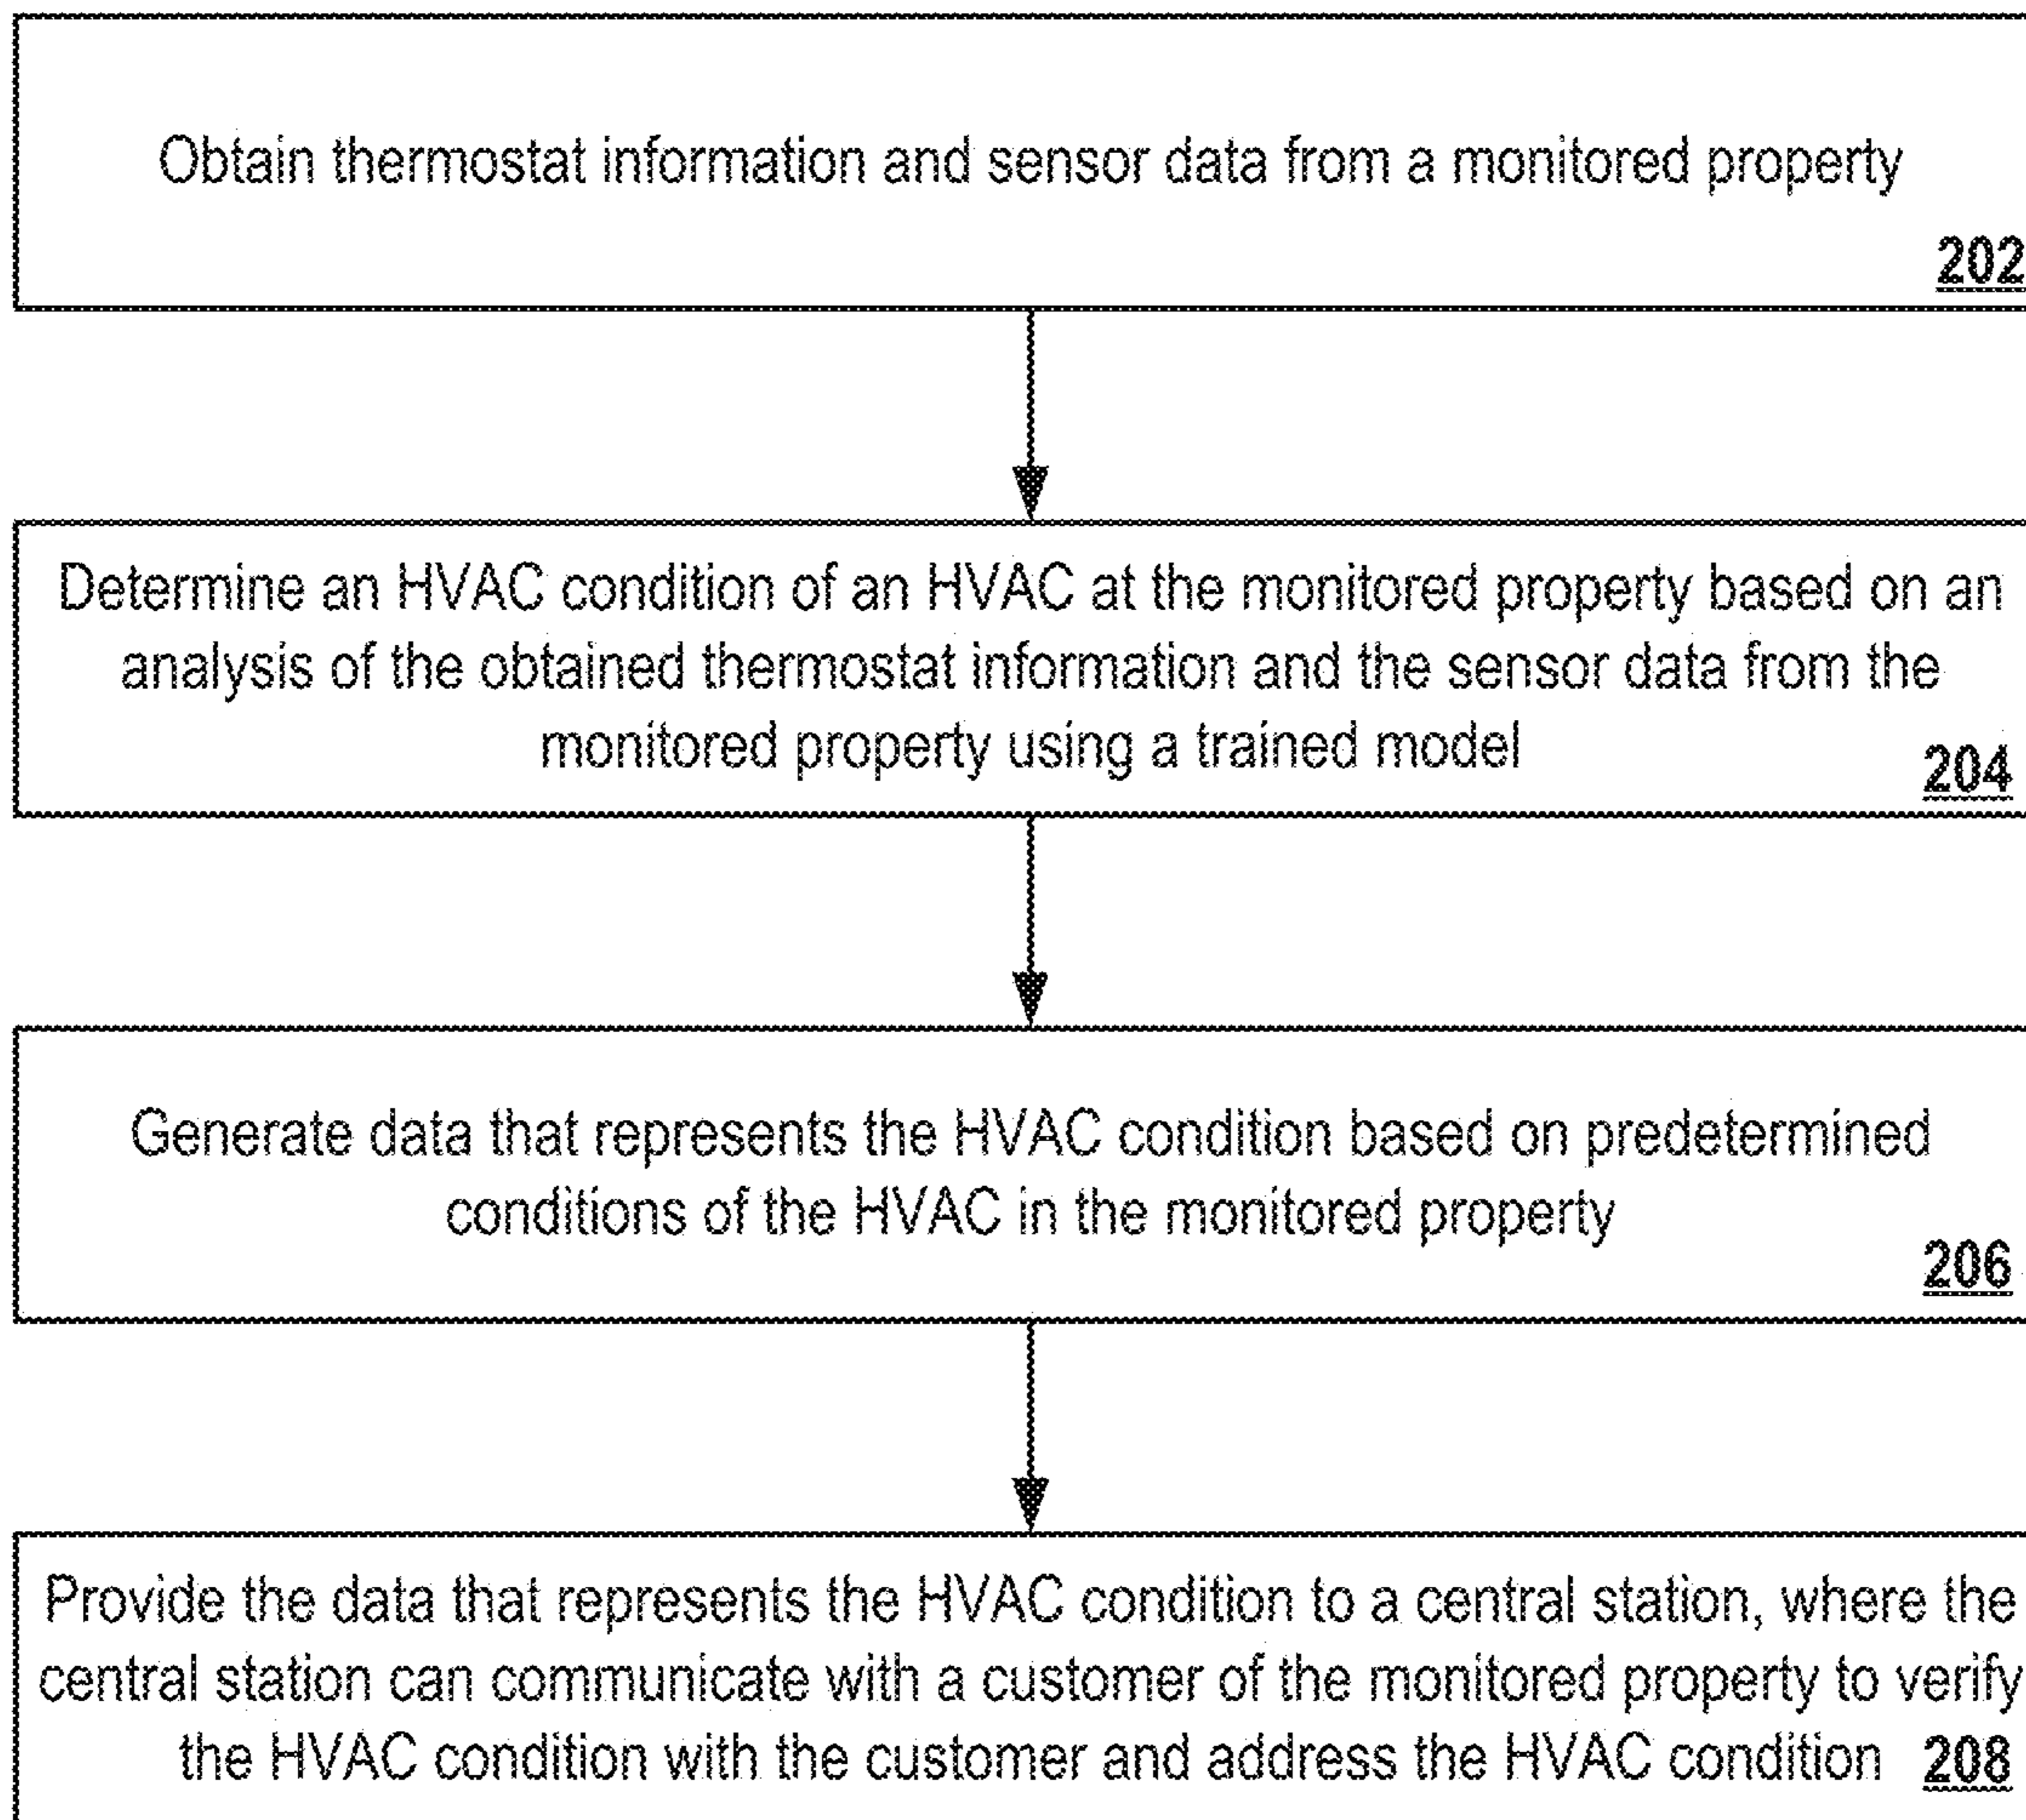 Obtain thermostat information and sensor data from a monitored property
202
Determine an HVAC condition of an HVAC at the monitored property based on an
analysis of the obtained thermostat information and the sensor data from the
monitored property using a trained model
204
Generate data that represents the HVAC condition based on predetermined
conditions of the HVAC in the monitored property
206
Provide the data that represents the HVAC condition to a central station, where the
central station can communicate with a customer of the monitored property to verify
the HVAC condition with the customer and address the HVAC condition 208